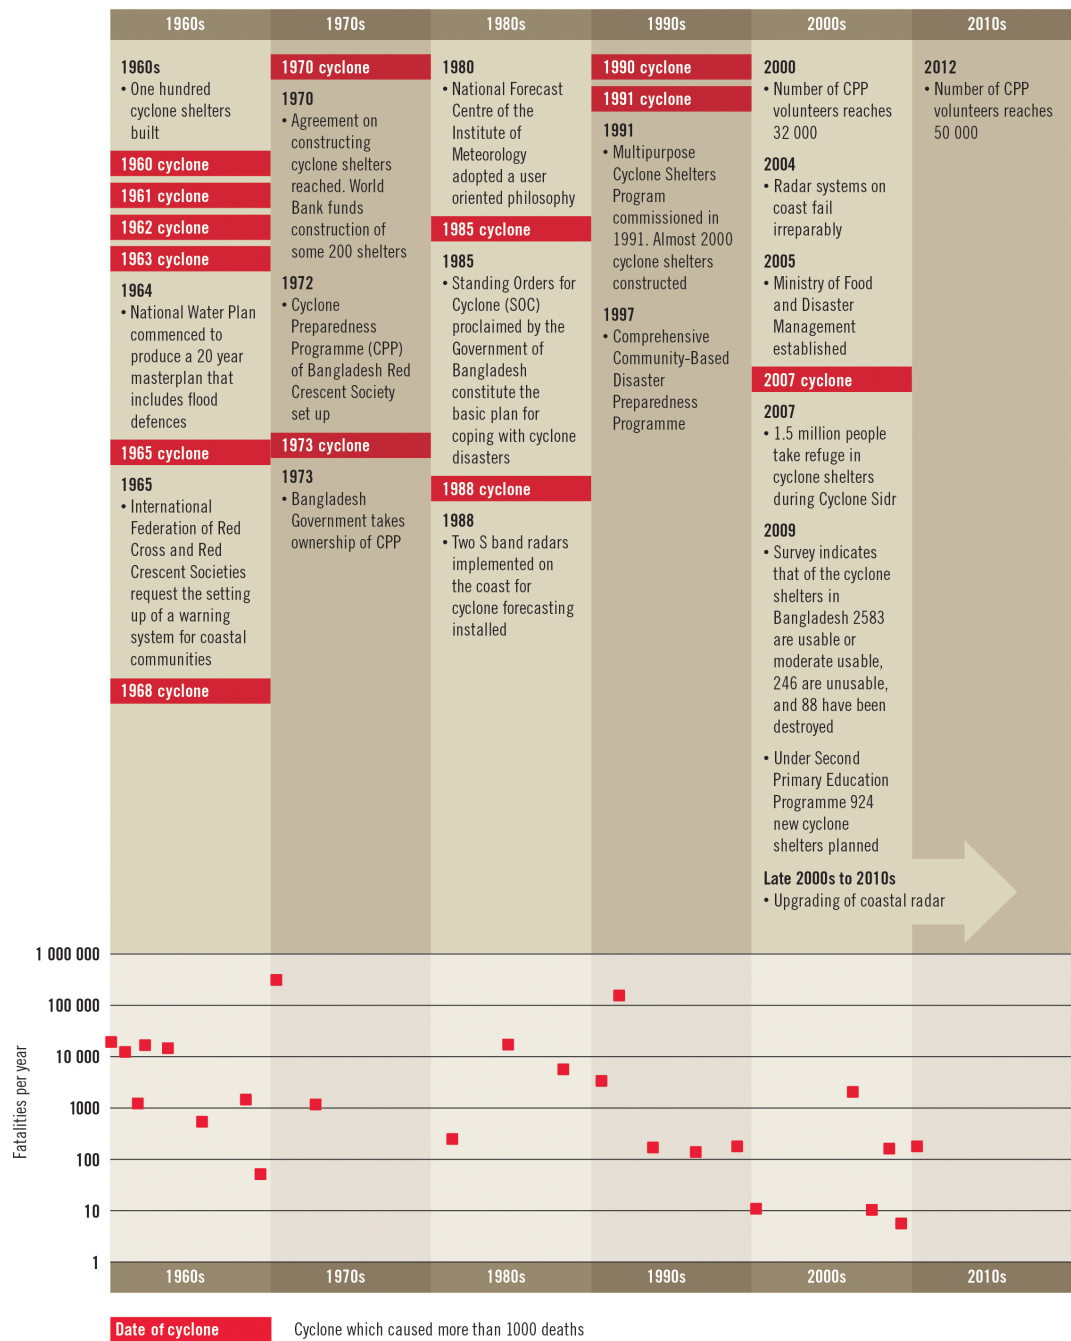 1960s
1970s
1980s
1990s
2000s
2010s
1960s
• One hundred
cyclone shelters
built
1960 cyclone
1961 cyclone
1962 cyclone
1963 cyclone
1964
• National Water Plan
commenced to
produce a 20 year
masterplan that
includes flood
defences
1965 cyclone
1965
• International
Federation of Red
Cross and Red
Crescent Societies
request the setting
up of a warning
system for coastal
communities
1968 cyclone
1970 cyclone
1970
• Agreement on
constructing
cyclone shelters
reached. World
Bank funds
construction of
some 200 shelters
1972
• Cyclone
Preparedness
Programme (CPP)
of Bangladesh Red
Crescent Society
set up
1973 cyclone
1973
• Bangladesh
Government takes
ownership of CPP
1980
• National Forecast
Centre of the
Institute of
Meteorology
adopted a user
oriented philosophy
1985 cyclone
1985
• Standing Orders for
Cyclone (SOC)
proclaimed by the
Government of
Bangladesh
constitute the
basic plan for
coping with cyclone
disasters
1988 cyclone
1988
• Two S band radars
implemented on
the coast for
cyclone forecasting
installed
1990 cyclone
1991 cyclone
1991
• Multipurpose
Cyclone Shelters
Program
commissioned in
1991. Almost 2000
cyclone shelters
constructed
1997
• Comprehensive
Community-Based
Disaster
Preparedness
Programme
2000
• Number of CPP
volunteers reaches
32 000
2004
• Radar systems on
coast fail
irreparably
2005
• Ministry of Food
and Disaster
Management
established
2007 cyclone
2007
• 1.5 million people
take refuge in
cyclone shelters
during Cyclone Sidr
2009
• Survey indicates
that of the cyclone
shelters in
Bangladesh 2583
are usable or
moderate usable,
246 are unusable,
and 88 have been
destroyed
• Under Second
Primary Education
Programme 924
new cyclone
shelters planned
Late 2000s to 2010s
• Upgrading of coastal radar
2012
• Number of CPP
volunteers reaches
50 000
Fatalities per year
1 000 000
100 000
10 000
1000
100
10
1
1960s
1970s
1980s
1990s
2000s
2010s
Date of cyclone
Cyclone which caused more than 1000 deaths